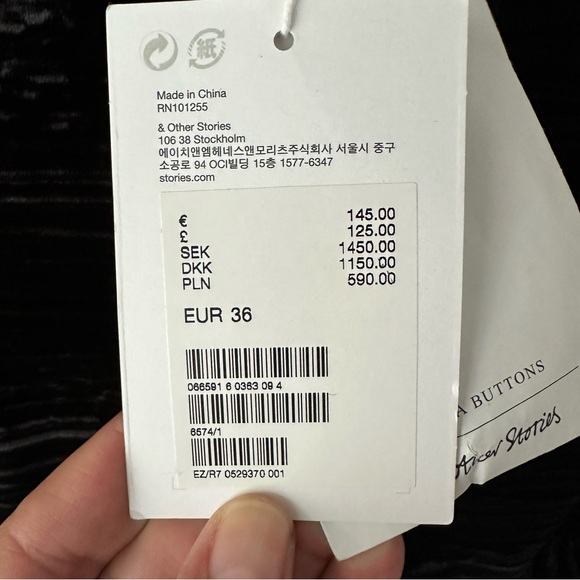 紙
Made in China
RN101255
& Other Stories
106 38 Stockholm
에이치앤엠헤네스앤모리츠주식회사 서울시 중구
소공로 94 OCI빌딩 15층 1577-6347
stories.com
€ 145.00
£ 125.00
SEK 1450.00
DKK 1150.00
PLN 590.00
EUR 36
066591 6 0363 09 4
6574/1
EZ/R7 0529370 001
A BUTTONS
Other Stories